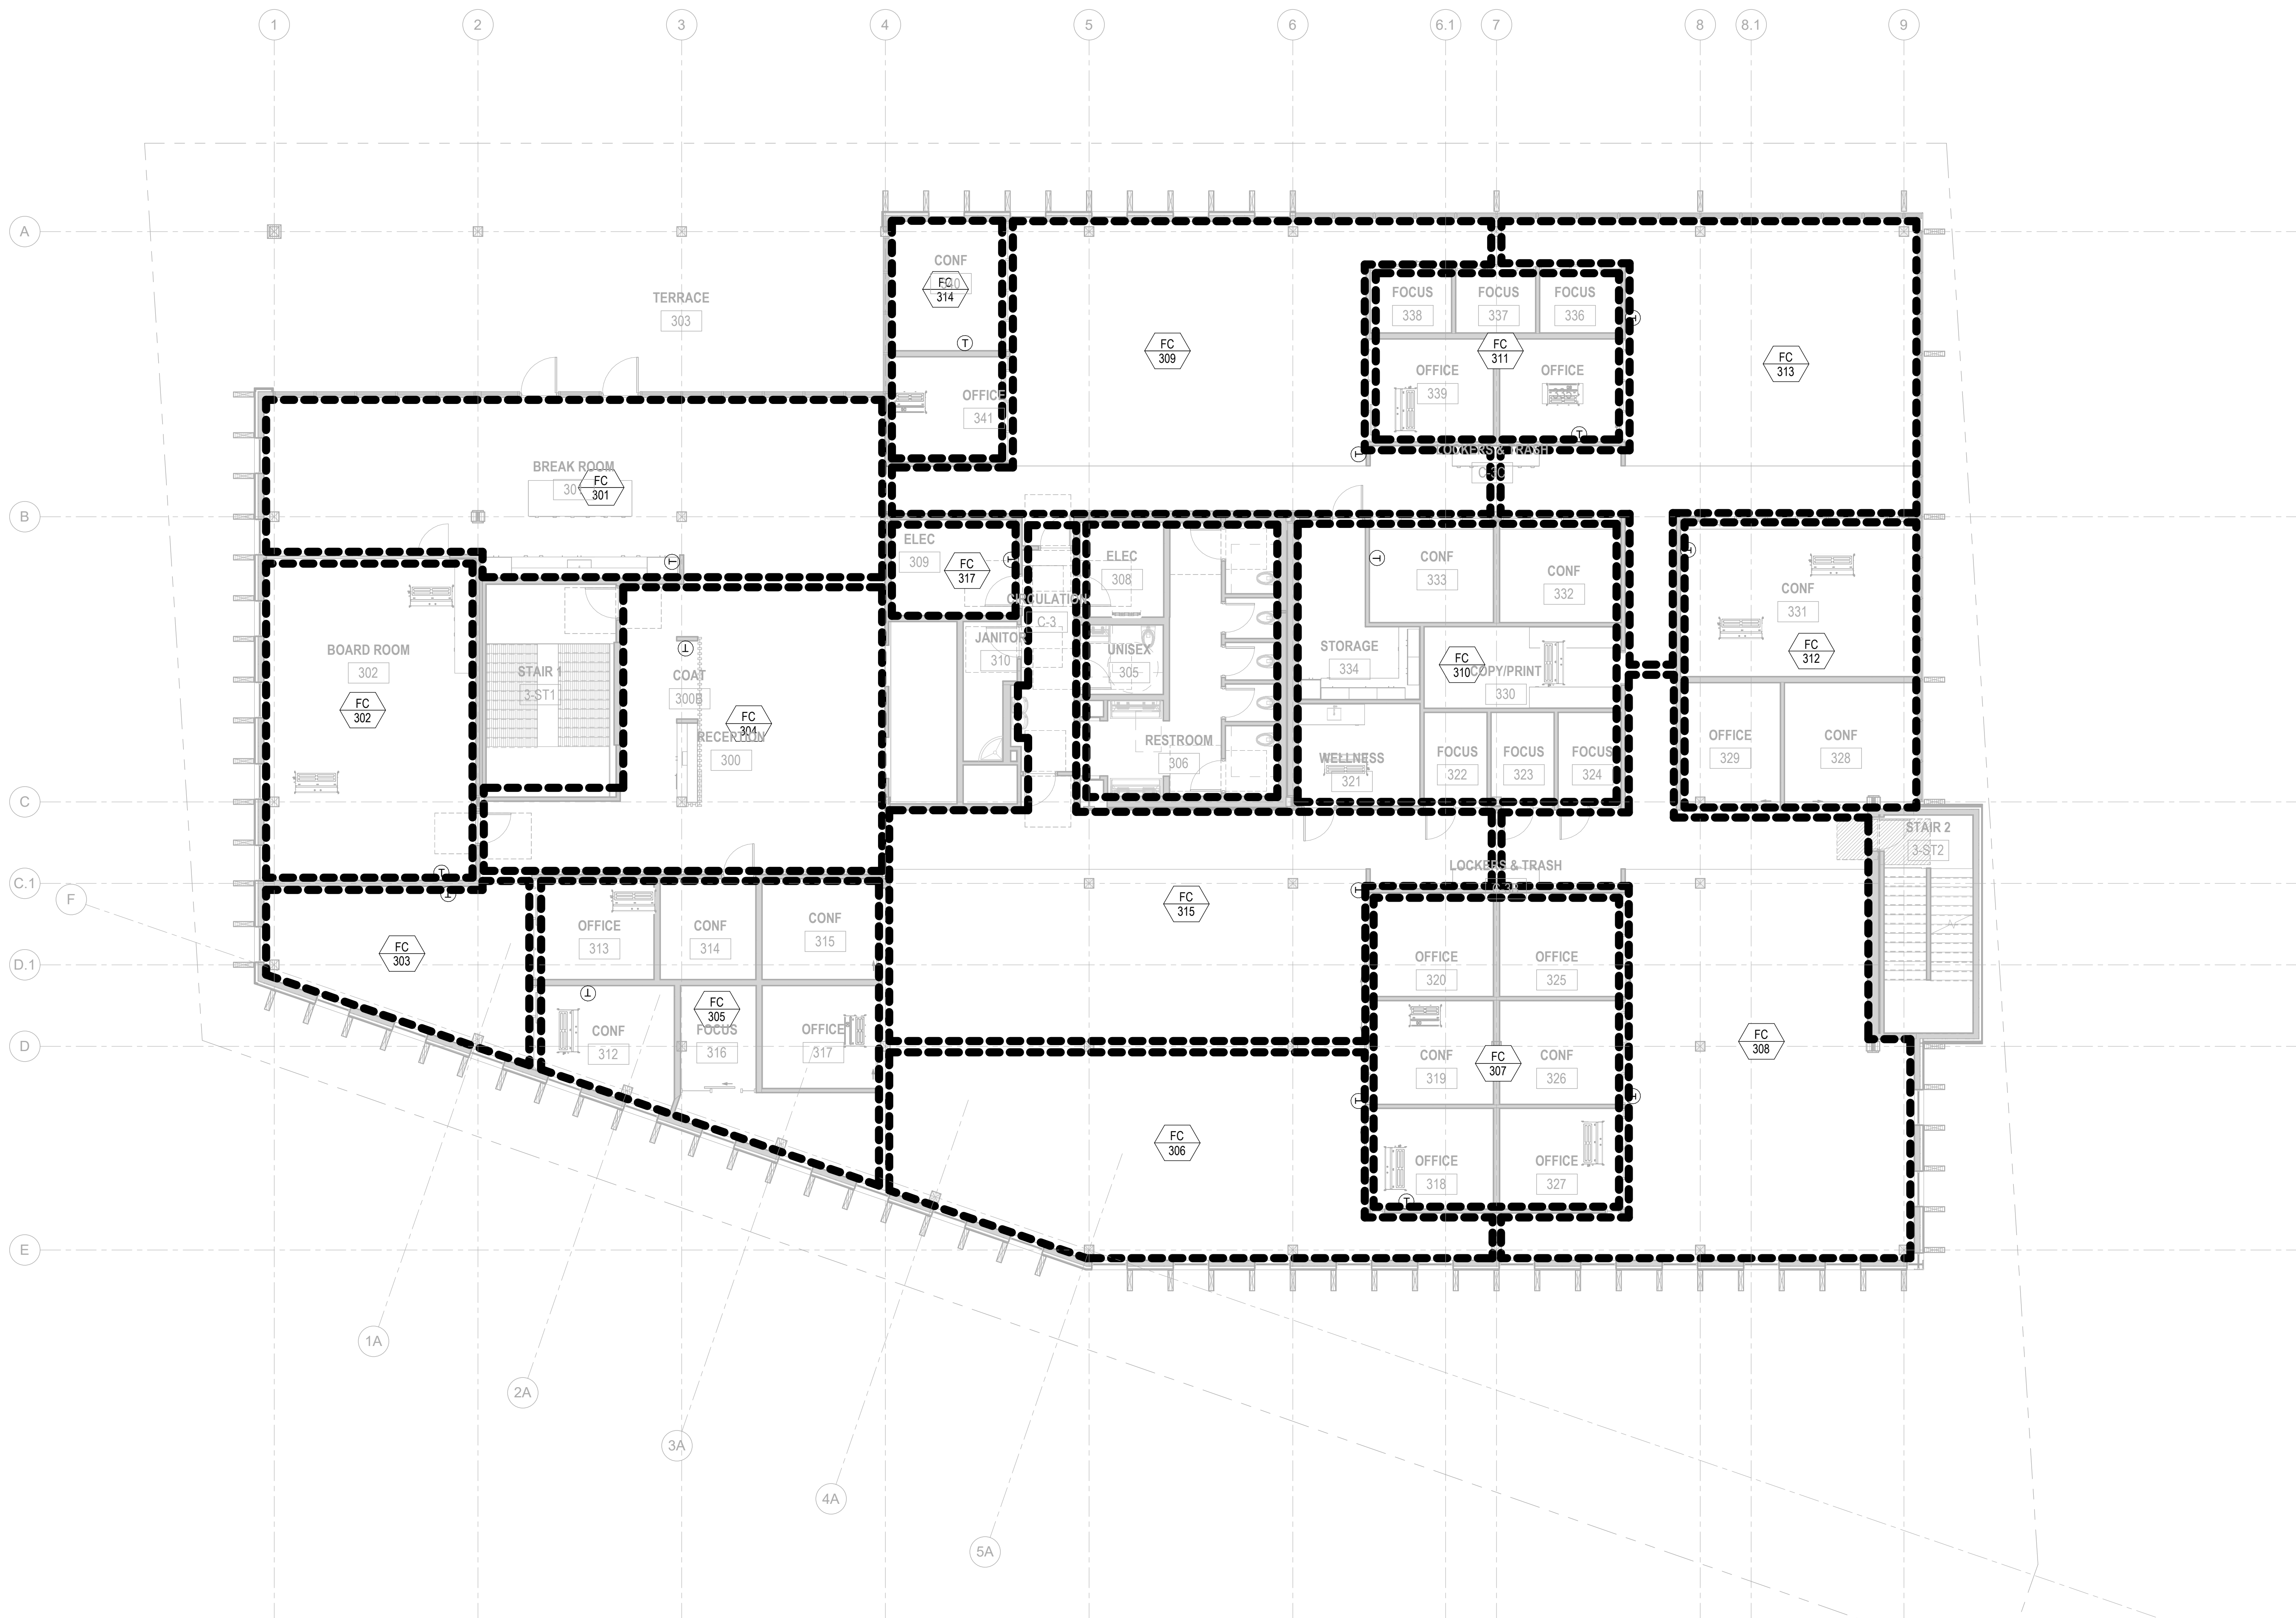 1 2 3 4 5 6 6.1 7 8 8.1 9
A
B
C
C.1
F
D.1
D
E
1A
2A
3A
4A
5A
CONF
FC
314
TERRACE
303
FOCUS
338
FOCUS
337
FOCUS
336
T
T
FC
309
FC
311
FC
313
OFFICE
339
OFFICE
OFFICE
341
T
T
LOCKERS & TRASH
BREAK ROOM
FC
301
T
ELEC
309
FC
317
T
ELEC
308
T
CONF
333
CONF
332
T
CONF
331
CIRCULATION
C-3
JANITOR
310
UNISEX
305
STORAGE
334
FC
310
COPY/PRINT
330
FC
312
BOARD ROOM
302
FC
302
STAIR 1
3-ST1
T
COAT
300B
FC
304
RECEPTION
300
RESTROOM
306
WELLNESS
321
FOCUS
322
FOCUS
323
FOCUS
324
OFFICE
329
CONF
328
STAIR 2
3-ST2
T
T
LOCKERS & TRASH
T
FC
303
OFFICE
313
CONF
314
CONF
315
FC
315
OFFICE
320
OFFICE
325
T
FC
305
CONF
312
FOCUS
316
OFFICE
317
CONF
319
FC
307
CONF
326
FC
308
T
T
FC
306
OFFICE
318
T
OFFICE
327